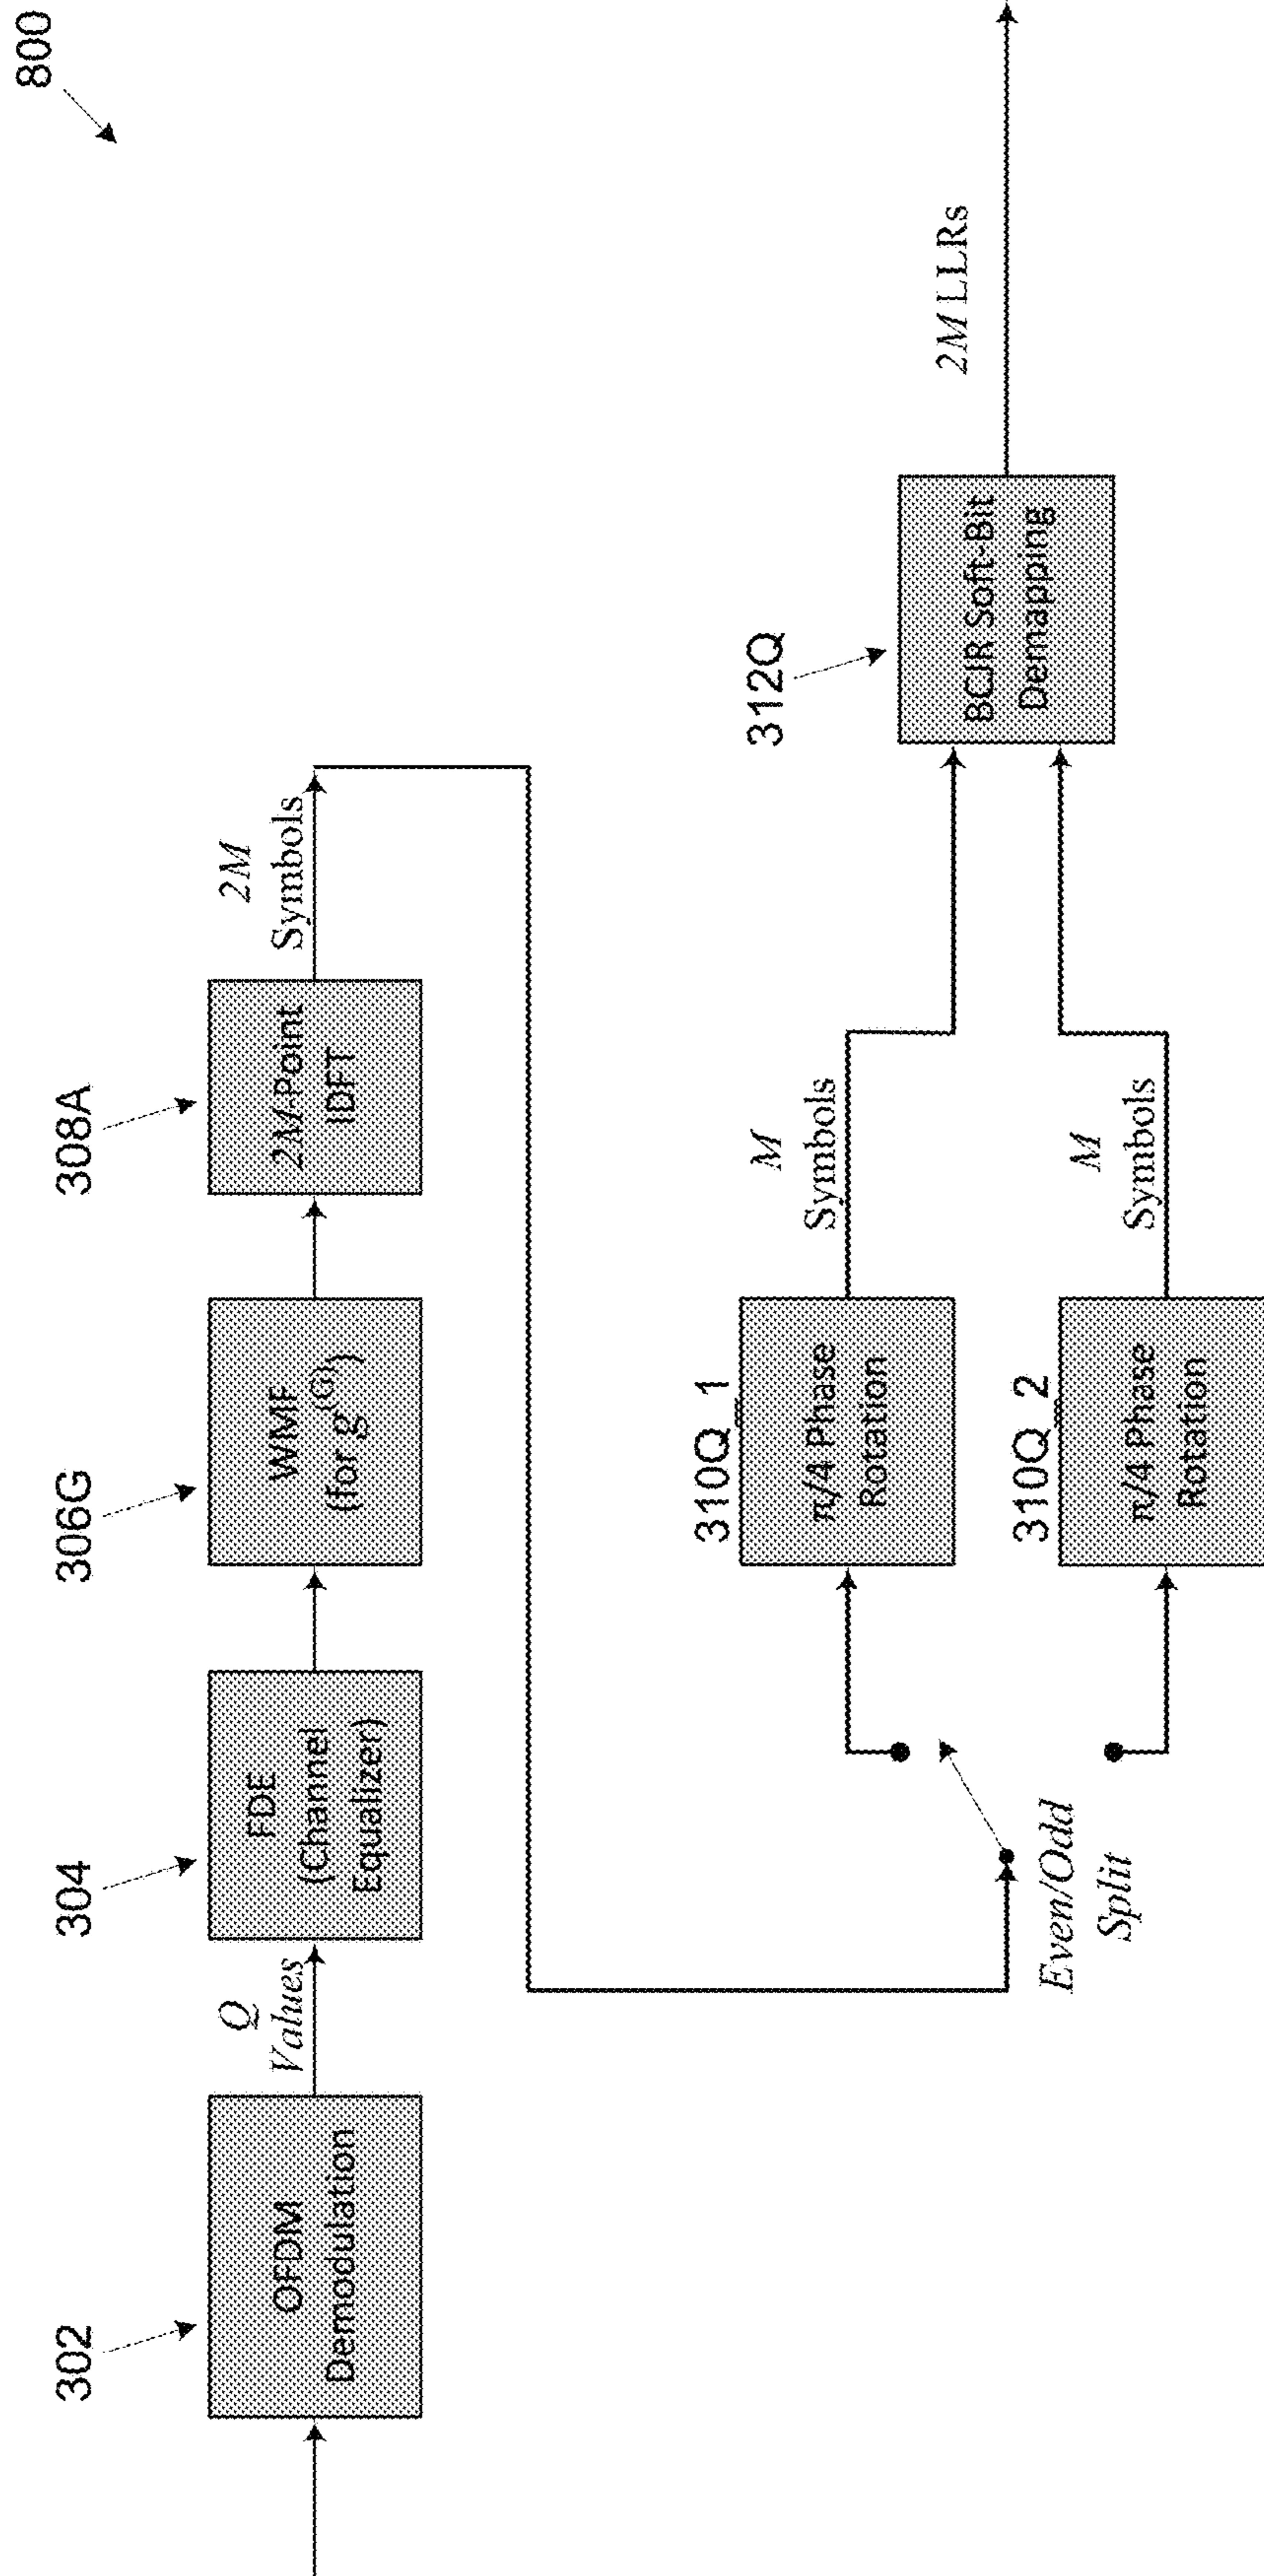 800
302
OFDM
Demodulation
Q
Values
304
FDE
(Channel
Equalizer)
306G
WMF
(for g(G))
308A
2M-Point
IDFT
2M
Symbols
Even/Odd
Split
310Q_1
π/4 Phase
Rotation
M
Symbols
310Q_2
π/4 Phase
Rotation
M
Symbols
312Q
BCJR Soft-Bit
Demapping
2M LLRs